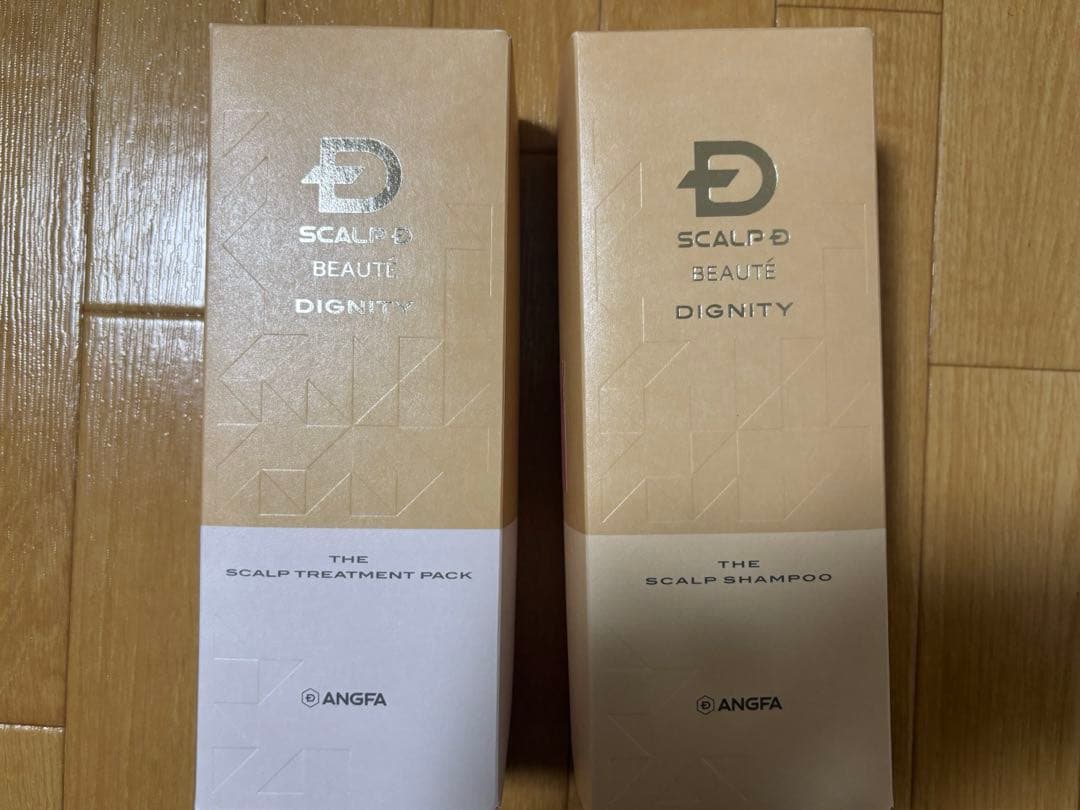 SCALP D
BEAUTÉ
DIGNITY
THE
SCALP TREATMENT PACK
ANGFA
SCALP D
BEAUTÉ
DIGNITY
THE
SCALP SHAMPOO
ANGFA